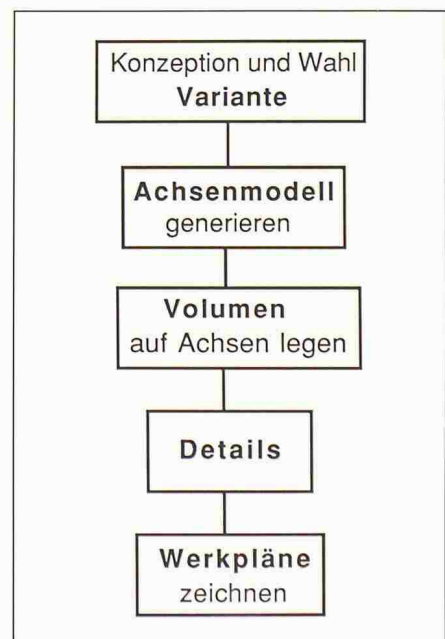 Konzeption und Wahl
Variante
Achsenmodell
generieren
Volumen
auf Achsen legen
Details
Werkpläne
zeichnen